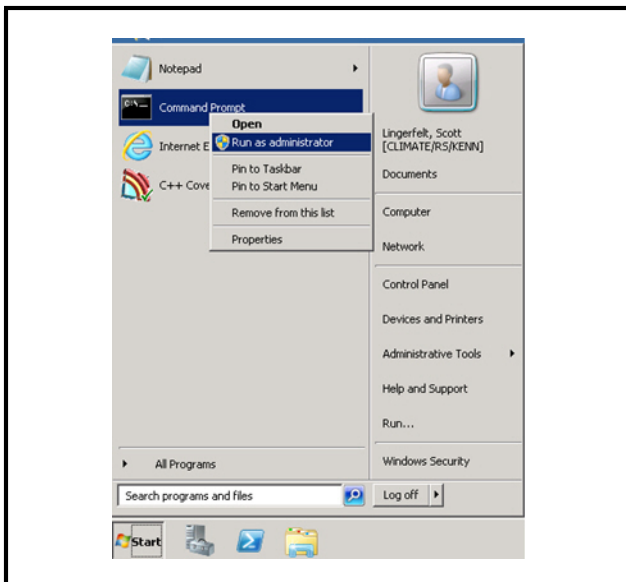 Notepad
Command Prompt
Open
Internet E
Run as administrator
C++ Cove
Pin to Taskbar
Pin to Start Menu
Remove from this list
Properties
All Programs
Search programs and files
Start
Lingerfelt, Scott
[CLIMATE/RS/KENN]
Documents
Computer
Network
Control Panel
Devices and Printers
Administrative Tools
Help and Support
Run...
Windows Security
Log off